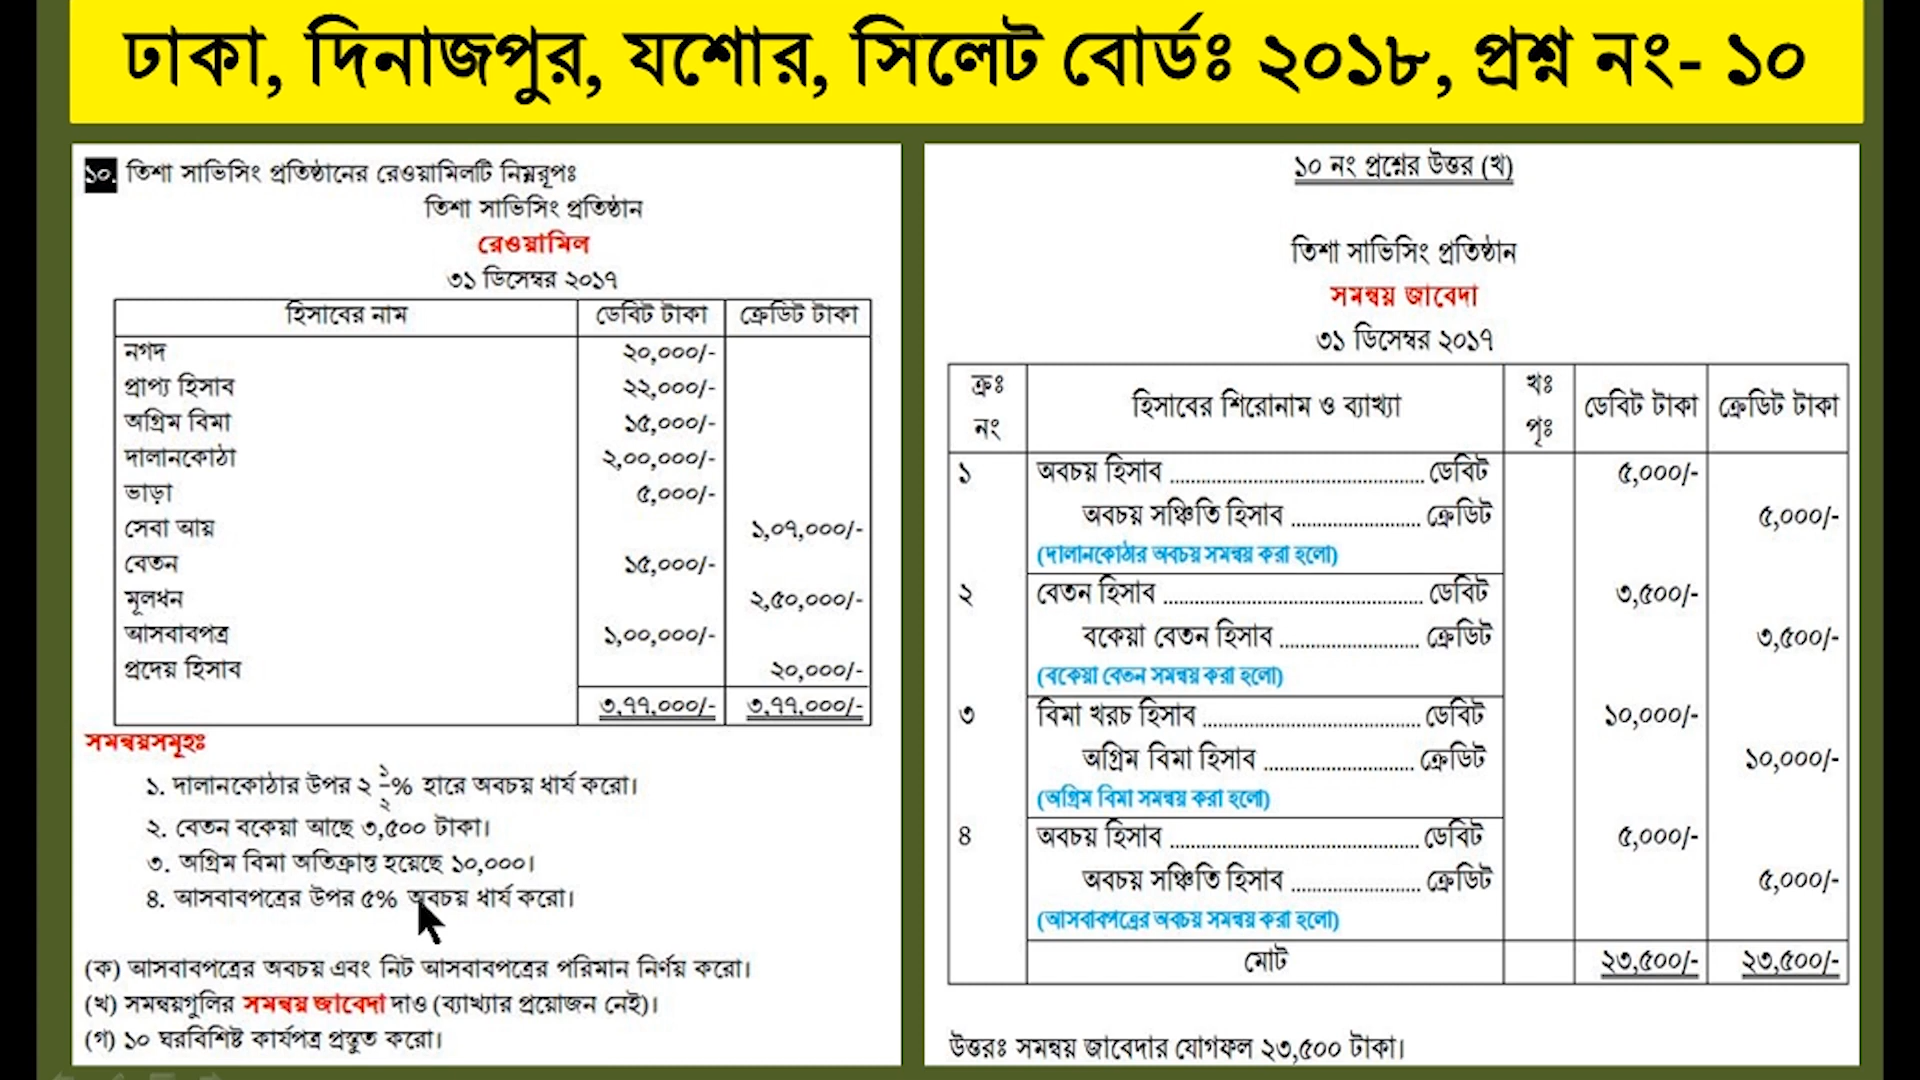 ঢাকা, দিনাজপুর, যশোর, সিলেট বোর্ডঃ ২০১৮, প্রশ্ন নং- ১০
১০. তিশা সার্ভিসিং প্রতিষ্ঠানের রেওয়ামিলটি নিম্নরূপঃ
তিশা সার্ভিসিং প্রতিষ্ঠান
রেওয়ামিল
৩১ ডিসেম্বর ২০১৭
হিসাবের নাম ডেবিট টাকা ক্রেডিট টাকা
নগদ ২০,০০০/-
প্রাপ্য হিসাব ২২,০০০/-
অগ্রিম বিমা ১৫,০০০/-
দালানকোঠা ২,০০,০০০/-
ভাড়া ৫,০০০/-
সেবা আয় ১,০৭,০০০/-
বেতন ১৫,০০০/-
মূলধন ২,৫০,০০০/-
আসবাবপত্র ১,০০,০০০/-
প্রদেয় হিসাব ২০,০০০/-
৩,৭৭,০০০/- ৩,৭৭,০০০/-
সমন্বয়সমূহঃ
১. দালানকোঠার উপর ২ ১/২% হারে অবচয় ধার্য করো।
২. বেতন বকেয়া আছে ৩,৫০০ টাকা।
৩. অগ্রিম বিমা অতিক্রান্ত হয়েছে ১০,০০০।
৪. আসবাবপত্রের উপর ৫% অবচয় ধার্য করো।
(ক) আসবাবপত্রের অবচয় এবং নিট আসবাবপত্রের পরিমান নির্ণয় করো।
(খ) সমন্বয়গুলির সমন্বয় জাবেদা দাও (ব্যাখ্যার প্রয়োজন নেই)।
(গ) ১০ ঘরবিশিষ্ট কার্যপত্র প্রস্তুত করো।
১০ নং প্রশ্নের উত্তর (খ)
তিশা সার্ভিসিং প্রতিষ্ঠান
সমন্বয় জাবেদা
৩১ ডিসেম্বর ২০১৭
ক্রঃ নং হিসাবের শিরোনাম ও ব্যাখ্যা খঃ পৃঃ ডেবিট টাকা ক্রেডিট টাকা
১ অবচয় হিসাব ............................................... ডেবিট ৫,০০০/-
অবচয় সঞ্চিতি হিসাব ........................ ক্রেডিট ৫,০০০/-
(দালানকোঠার অবচয় সমন্বয় করা হলো)
২ বেতন হিসাব ................................................ ডেবিট ৩,৫০০/-
বকেয়া বেতন হিসাব .......................... ক্রেডিট ৩,৫০০/-
(বকেয়া বেতন সমন্বয় করা হলো)
৩ বিমা খরচ হিসাব ........................................ ডেবিট ১০,০০০/-
অগ্রিম বিমা হিসাব ............................ ক্রেডিট ১০,০০০/-
(অগ্রিম বিমা সমন্বয় করা হলো)
৪ অবচয় হিসাব .............................................. ডেবিট ৫,০০০/-
অবচয় সঞ্চিতি হিসাব ........................ ক্রেডিট ৫,০০০/-
(আসবাবপত্রের অবচয় সমন্বয় করা হলো)
মোট ২৩,৫০০/- ২৩,৫০০/-
উত্তরঃ সমন্বয় জাবেদার যোগফল ২৩,৫০০ টাকা।